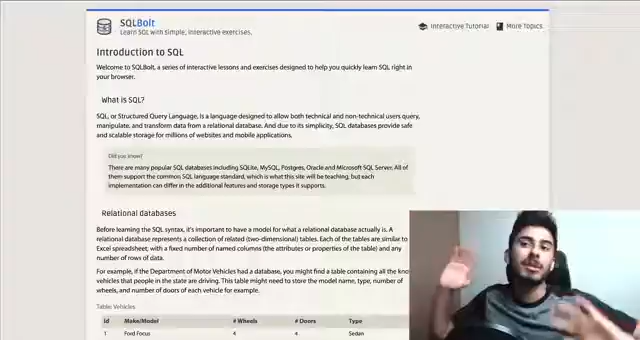 SQLBolt
Learn SQL with simple, interactive exercises.
Interactive Tutorial
More Topics
Introduction to SQL
Welcome to SQLBolt, a series of interactive lessons and exercises designed to help you quickly learn SQL right in
your browser.
What is SQL?
SQL, or Structured Query Language, is a language designed to allow both technical and non-technical users query,
manipulate, and transform data from a relational database. And due to its simplicity, SQL databases provide safe
and scalable storage for millions of websites and mobile applications.
Did you know?
There are many popular SQL databases including SQLite, MySQL, Postgres, Oracle and Microsoft SQL Server. All of
them support the common SQL language standard, which is what this site will be teaching, but each
implementation can differ in the additional features and storage types it supports.
Relational databases
Before learning the SQL syntax, it's important to have a model for what a relational database actually is. A
relational database represents a collection of related (two-dimensional) tables. Each of the tables are similar to
Excel spreadsheet, with a fixed number of named columns (the attributes or properties of the table) and any
number of rows of data.
For example, if the Department of Motor Vehicles had a database, you might find a table containing all the kno
vehicles that people in the state are driving. This table might need to store the model name, type, number of
wheels, and number of doors of each vehicle for example.
Table: Vehicles
Id Make/Model # Wheels # Doors Type
1 Ford Focus 4 4 Sedan